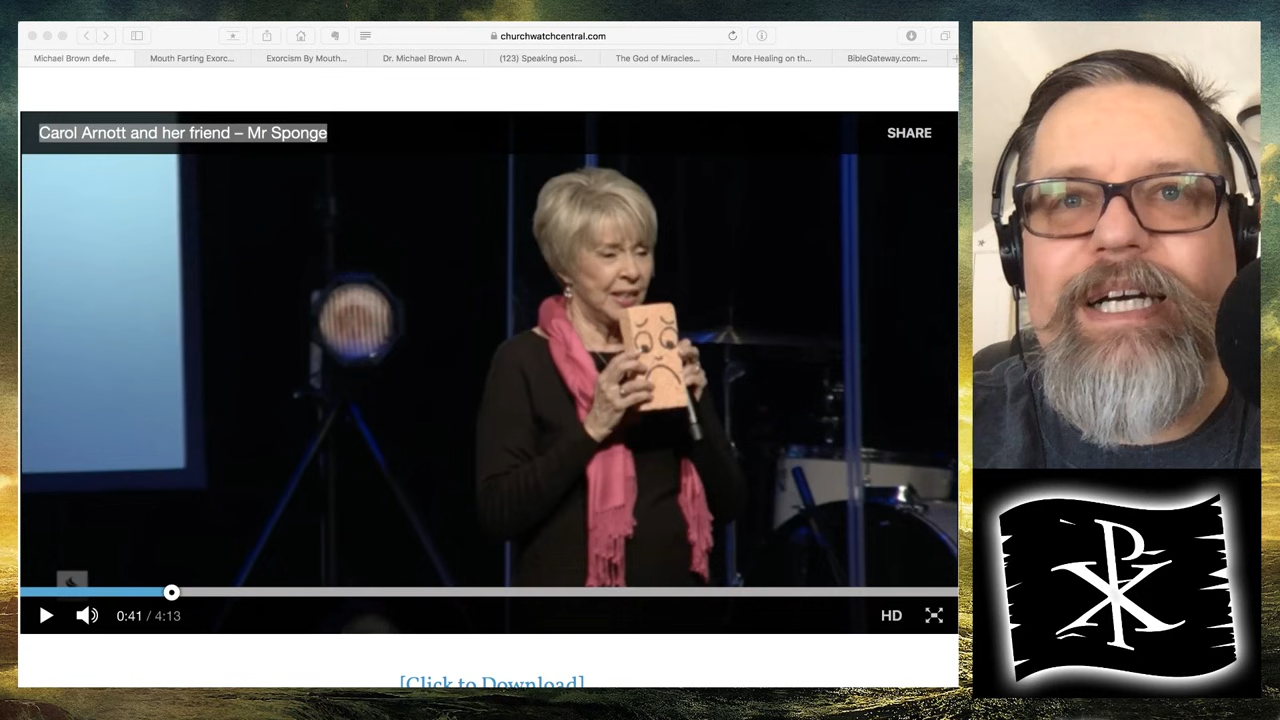 churchwatchcentral.com
Michael Brown defe...
Mouth Farting Exorc...
Exorcism By Mouth...
Dr. Michael Brown A...
(123) Speaking posi...
The God of Miracles...
More Healing on th...
BibleGateway.com:...
Carol Arnott and her friend – Mr Sponge
SHARE
0:41 / 4:13
HD
[Click to Download]